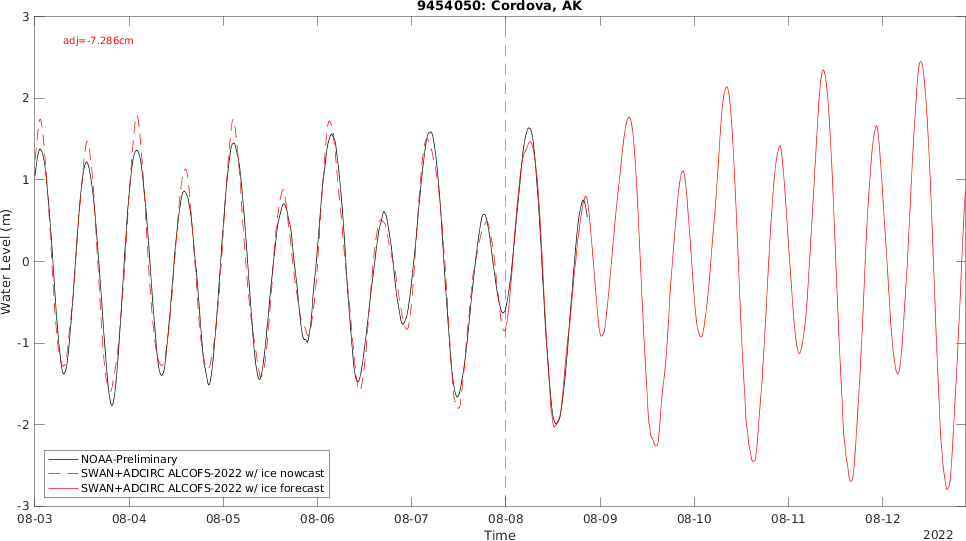 9454050: Cordova, AK
adj=-7.286cm
3
2
1
0
-1
-2
-3
Water Level (m)
NOAA-Preliminary
SWAN+ADCIRC ALCOFS-2022 w/ ice nowcast
SWAN+ADCIRC ALCOFS-2022 w/ ice forecast
08-03 08-04 08-05 08-06 08-07 08-08 08-09 08-10 08-11 08-12
Time
2022